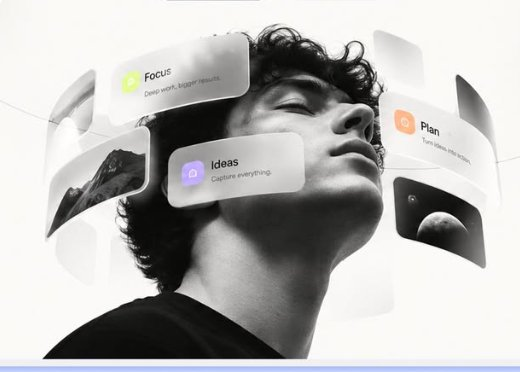 Focus
Deep work, bigger results.
Ideas
Capture everything.
Plan
Turn ideas into action.